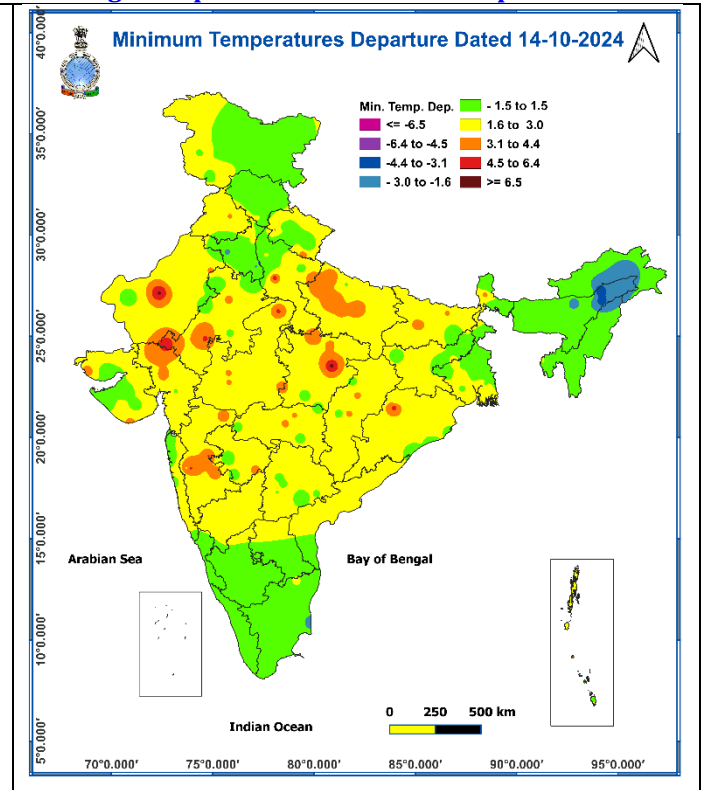 Minimum Temperatures Departure Dated 14-10-2024
Min. Temp. Dep.
<= -6.5
-6.4 to -4.5
-4.4 to -3.1
- 3.0 to -1.6
- 1.5 to 1.5
1.6 to 3.0
3.1 to 4.4
4.5 to 6.4
>= 6.5
40°0.000'
35°0.000'
30°0.000'
25°0.000'
20°0.000'
15°0.000'
10°0.000'
5°0.000'
Arabian Sea
Bay of Bengal
Indian Ocean
0 250 500 km
70°0.000' 75°0.000' 80°0.000' 85°0.000' 90°0.000' 95°0.000'